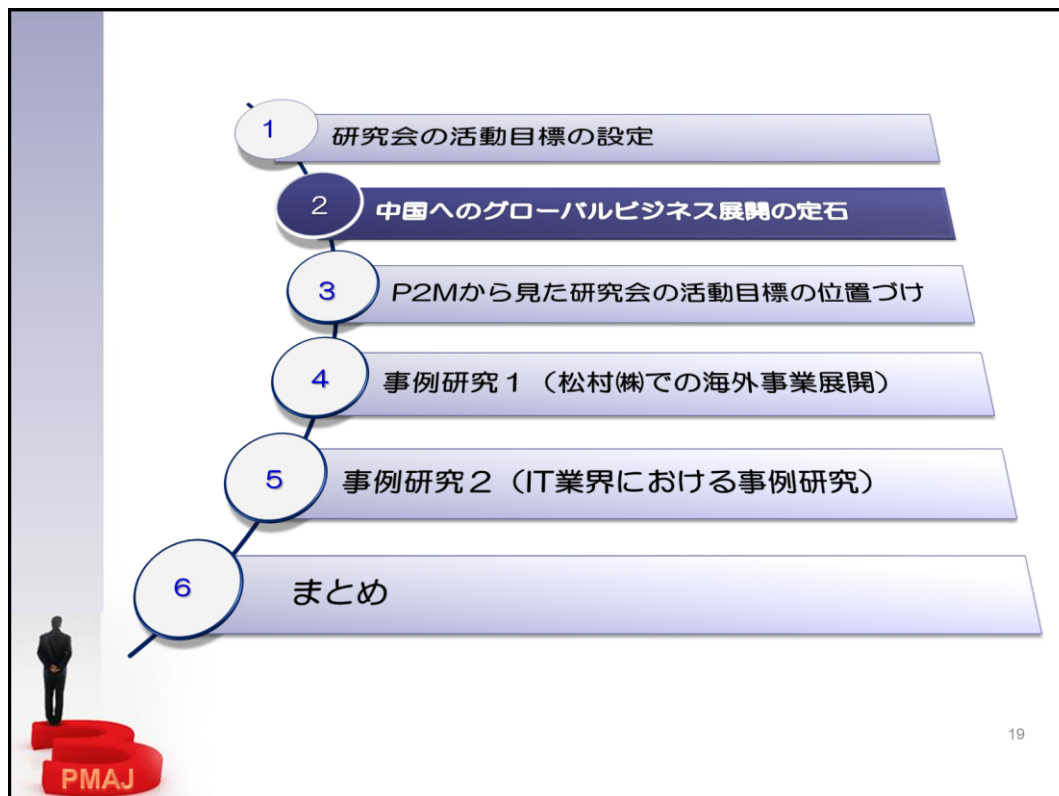 1 研究会の活動目標の設定
2 中国へのグローバルビジネス展開の定石
3 P2Mから見た研究会の活動目標の位置づけ
4 事例研究１（松村㈱での海外事業展開）
5 事例研究２（IT業界における事例研究）
6 まとめ
PMAJ
19